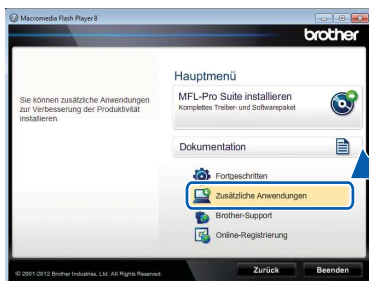 Macromedia Flash Player 8
brother
Hauptmenü
Sie können zusätzliche Anwendungen
zur Verbesserung der Produktivität
installieren.
MFL-Pro Suite installieren
Komplettes Treiber- und Softwarepaket
Dokumentation
Fortgeschritten
Zusätzliche Anwendungen
Brother-Support
Online-Registrierung
© 2001-2012 Brother Industries, Ltd. All Rights Reserved.
Zurück
Beenden